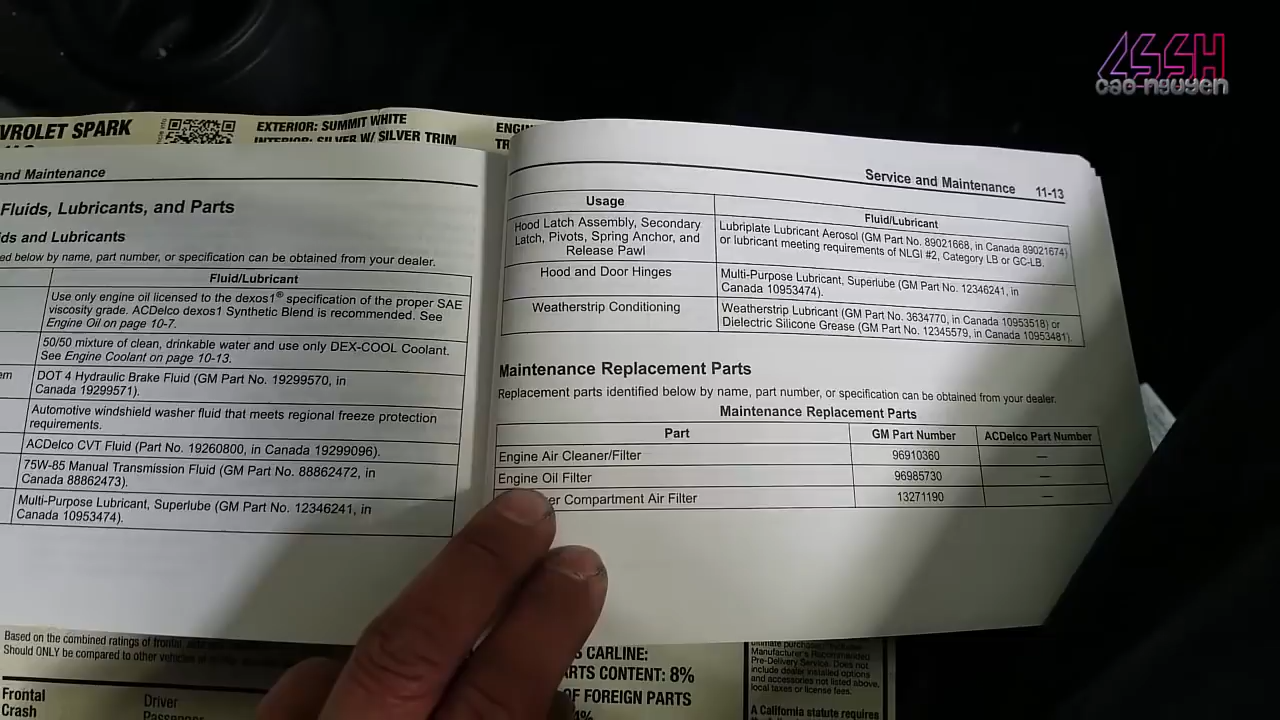 ASSH
cao-nguyen
VROLET SPARK
EXTERIOR: SUMMIT WHITE
INTERIOR: SILVER W/ SILVER TRIM
and Maintenance
Fluids, Lubricants, and Parts
ids and Lubricants
ed below by name, part number, or specification can be obtained from your dealer.
Fluid/Lubricant
Use only engine oil licensed to the dexos1® specification of the proper SAE
viscosity grade. ACDelco dexos1 Synthetic Blend is recommended. See
Engine Oil on page 10-7.
50/50 mixture of clean, drinkable water and use only DEX-COOL Coolant.
See Engine Coolant on page 10-13.
em
DOT 4 Hydraulic Brake Fluid (GM Part No. 19299570, in
Canada 19299571).
Automotive windshield washer fluid that meets regional freeze protection
requirements.
ACDelco CVT Fluid (Part No. 19260800, in Canada 19299096).
75W-85 Manual Transmission Fluid (GM Part No. 88862472, in
Canada 88862473).
Multi-Purpose Lubricant, Superlube (GM Part No. 12346241, in
Canada 10953474).
Service and Maintenance 11-13
Usage Fluid/Lubricant
Hood Latch Assembly, Secondary
Latch, Pivots, Spring Anchor, and
Release Pawl
Lubriplate Lubricant Aerosol (GM Part No. 89021668, in Canada 89021674)
or lubricant meeting requirements of NLGI #2, Category LB or GC-LB.
Hood and Door Hinges
Multi-Purpose Lubricant, Superlube (GM Part No. 12346241, in
Canada 10953474).
Weatherstrip Conditioning
Weatherstrip Lubricant (GM Part No. 3634770, in Canada 10953518) or
Dielectric Silicone Grease (GM Part No. 12345579, in Canada 10953481).
Maintenance Replacement Parts
Replacement parts identified below by name, part number, or specification can be obtained from your dealer.
Maintenance Replacement Parts
Part GM Part Number ACDelco Part Number
Engine Air Cleaner/Filter 96910360 —
Engine Oil Filter 96985730 —
er Compartment Air Filter 13271190 —
Based on the combined ratings of frontal
Should ONLY be compared to other vehicles
Frontal
Crash
Driver
S CARLINE:
RTS CONTENT: 8%
OF FOREIGN PARTS
Manufacturer's Recommended
Pre-Delivery Service. Does not
include dealer installed options
and accessories not listed above,
local taxes or license fees.
A California statute requires